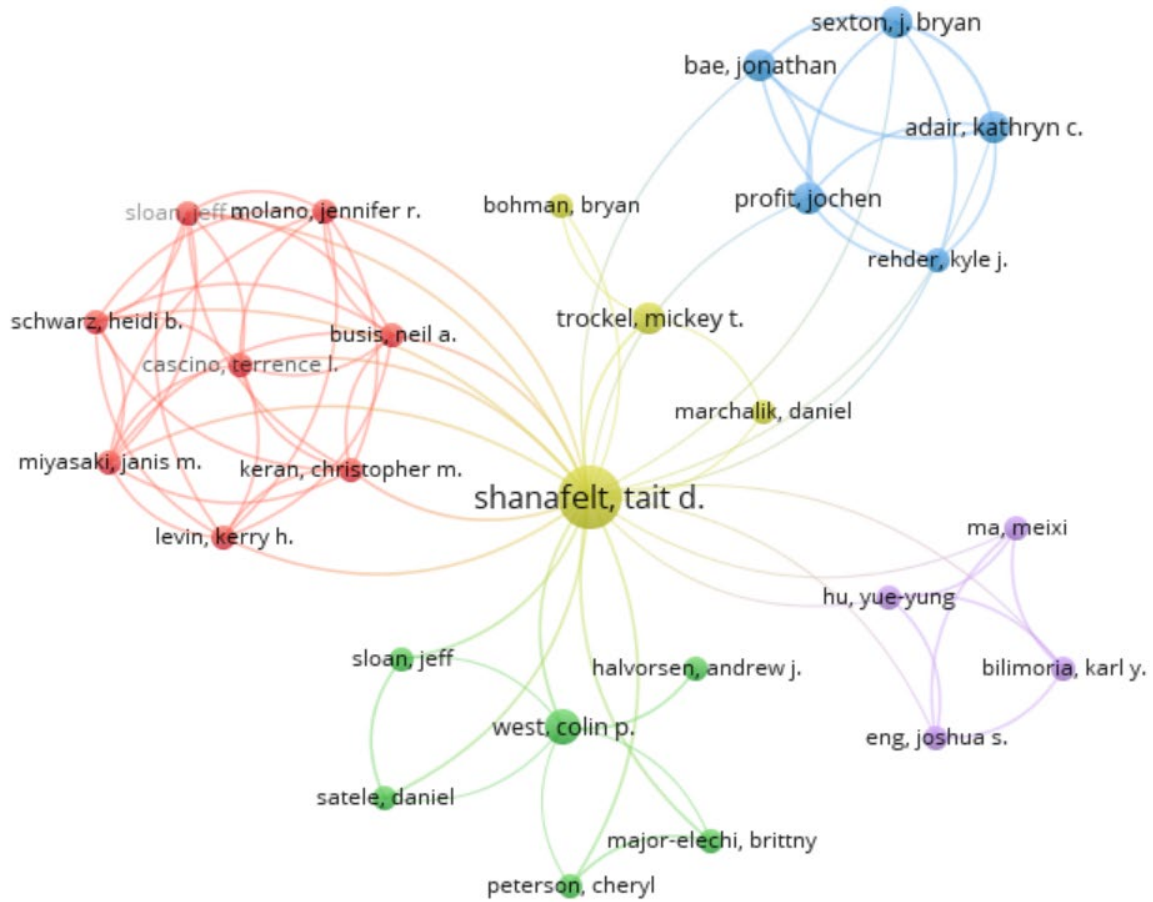 sexton, j. bryan
bae, jonathan
adair, kathryn c.
profit, jochen
rehder, kyle j.
bohman, bryan
sloan, jeff
molano, jennifer r.
schwarz, heidi b.
busis, neil a.
cascino, terrence l.
trockel, mickey t.
marchalik, daniel
miyasaki, janis m.
keran, christopher m.
shanafelt, tait d.
levin, kerry h.
ma, meixi
hu, yue-yung
bilimoria, karl y.
eng, joshua s.
sloan, jeff
halvorsen, andrew j.
west, colin p.
satele, daniel
major-elechi, brittny
peterson, cheryl